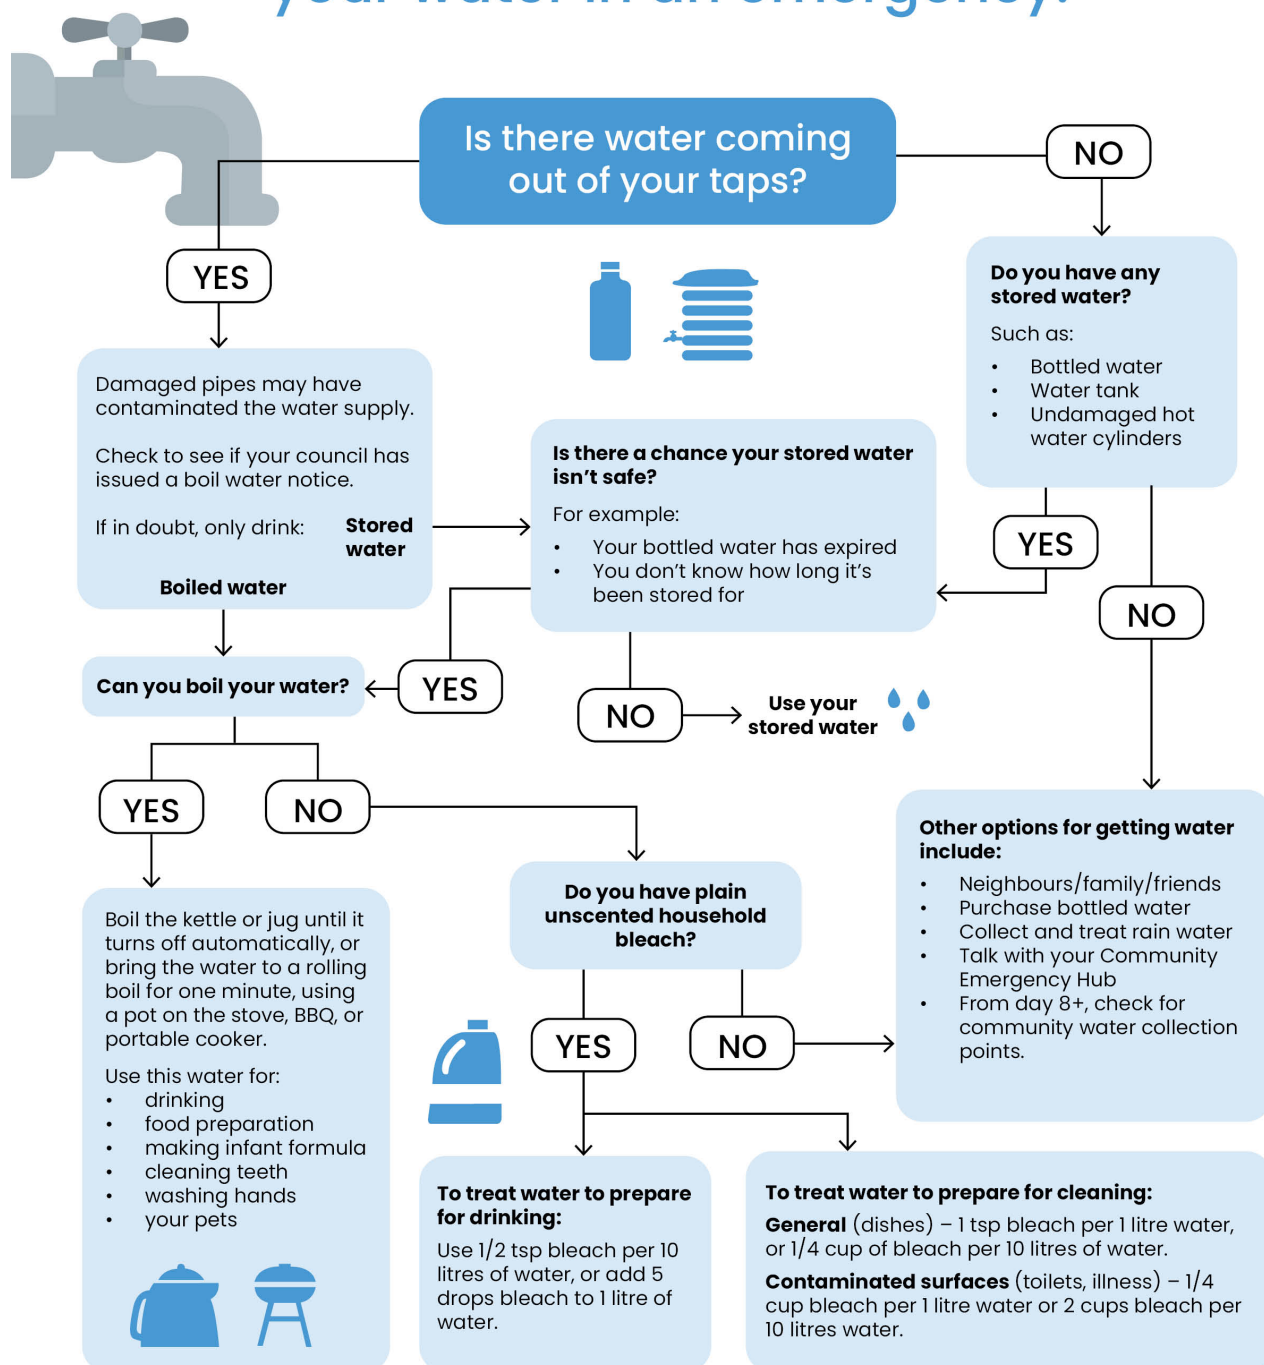 your water in an emergency.
Is there water coming
out of your taps?
NO
YES
Do you have any
stored water?
Such as:
• Bottled water
• Water tank
• Undamaged hot
water cylinders
Damaged pipes may have
contaminated the water supply.
Check to see if your council has
issued a boil water notice.
If in doubt, only drink: Stored
water
Boiled water
Is there a chance your stored water
isn't safe?
For example:
• Your bottled water has expired
• You don't know how long it's
been stored for
YES
NO
Can you boil your water?
YES
NO
Use your
stored water
YES
NO
Other options for getting water
include:
• Neighbours/family/friends
• Purchase bottled water
• Collect and treat rain water
• Talk with your Community
Emergency Hub
• From day 8+, check for
community water collection
points.
Do you have plain
unscented household
bleach?
Boil the kettle or jug until it
turns off automatically, or
bring the water to a rolling
boil for one minute, using
a pot on the stove, BBQ, or
portable cooker.
Use this water for:
• drinking
• food preparation
• making infant formula
• cleaning teeth
• washing hands
• your pets
YES
NO
To treat water to prepare
for drinking:
Use 1/2 tsp bleach per 10
litres of water, or add 5
drops bleach to 1 litre of
water.
To treat water to prepare for cleaning:
General (dishes) – 1 tsp bleach per 1 litre water,
or 1/4 cup of bleach per 10 litres of water.
Contaminated surfaces (toilets, illness) – 1/4
cup bleach per 1 litre water or 2 cups bleach per
10 litres water.